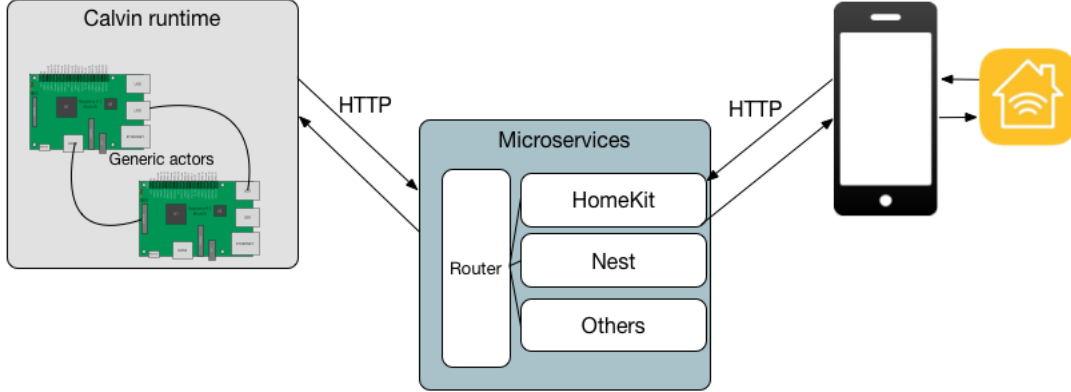 Calvin runtime
Generic actors
HTTP
Microservices
Router
HomeKit
Nest
Others
HTTP